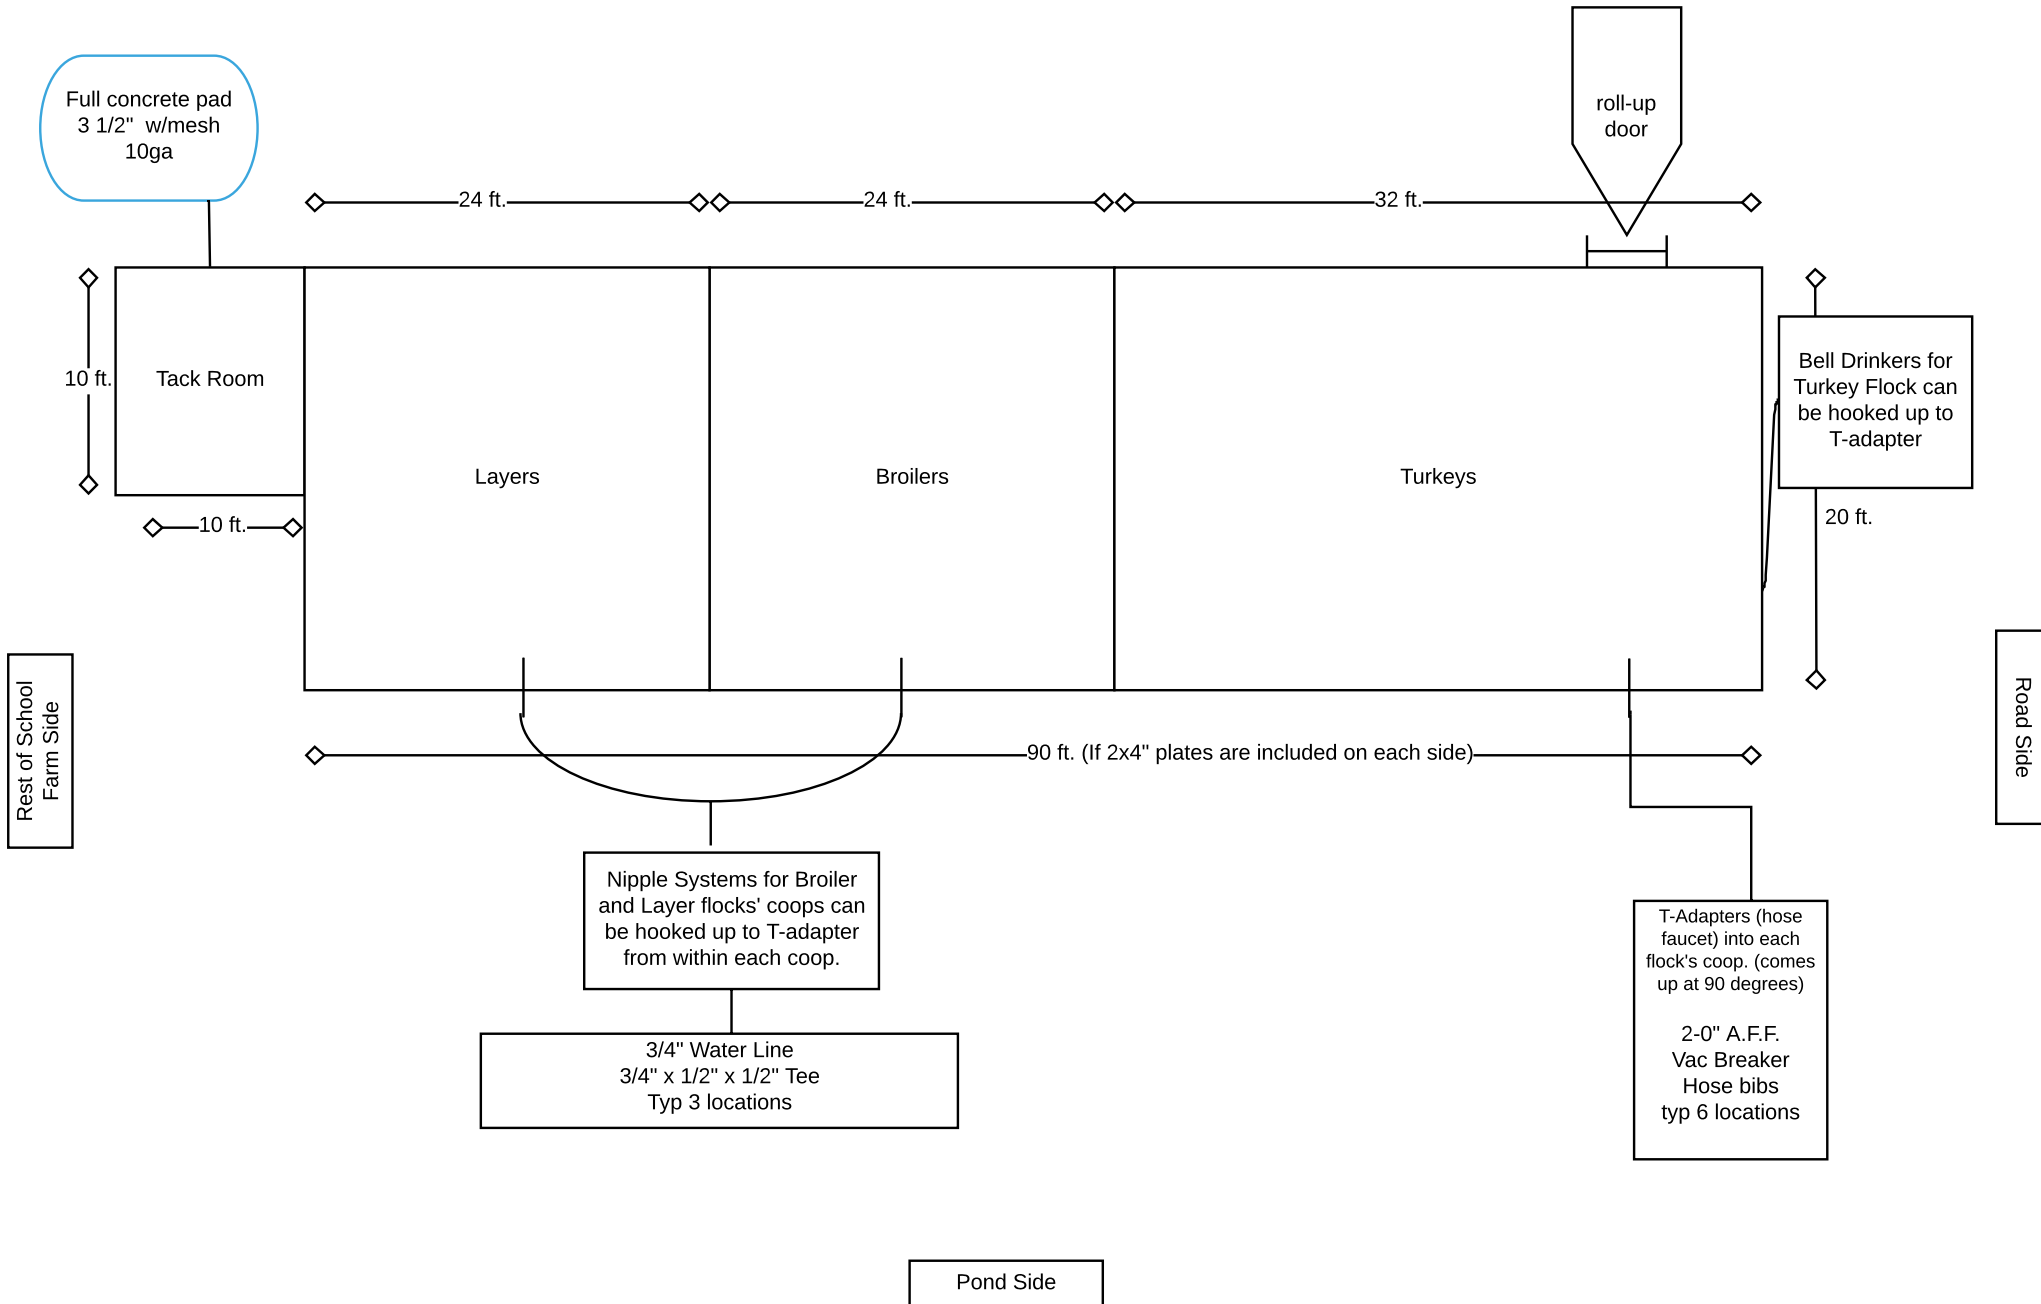 Full concrete pad
3 1/2"  w/mesh
10ga
roll-up
door
24 ft.
24 ft.
32 ft.
10 ft.
Tack Room
Layers
Broilers
Turkeys
Bell Drinkers for
Turkey Flock can
be hooked up to
T-adapter
20 ft.
10 ft.
Rest of School
Farm Side
Road Side
90 ft. (If 2x4" plates are included on each side)
Nipple Systems for Broiler
and Layer flocks' coops can
be hooked up to T-adapter
from within each coop.
3/4" Water Line
3/4" x 1/2" x 1/2" Tee
Typ 3 locations
T-Adapters (hose
faucet) into each
flock's coop. (comes
up at 90 degrees)
2-0" A.F.F.
Vac Breaker
Hose bibs
typ 6 locations
Pond Side